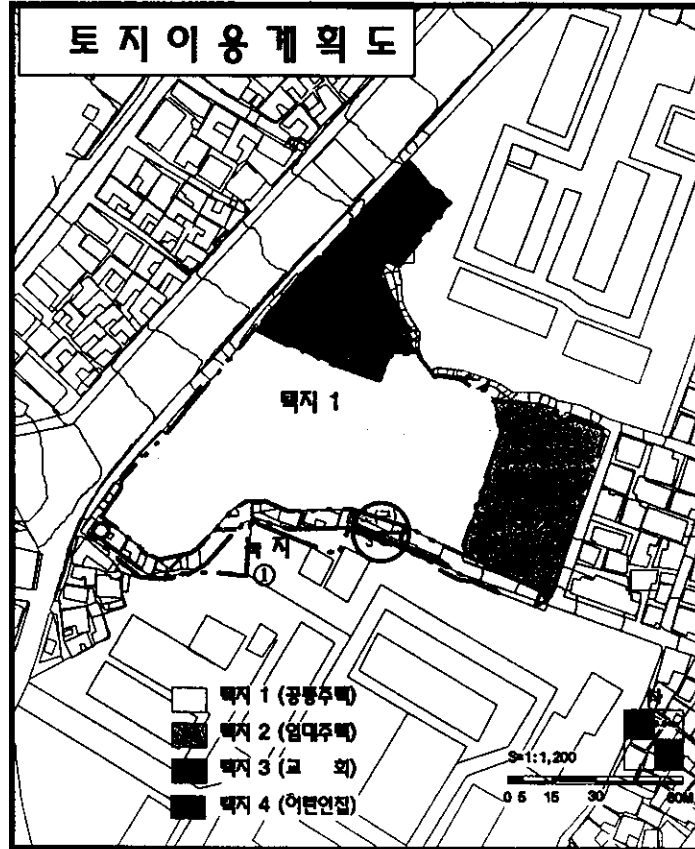 토지이용계획도
택지 1
택지
①
택지 1 (공동주택)
택지 2 (임대주택)
택지 3 (교 회)
택지 4 (어린이집)
S=1:1,200
0 5 15 30 60M